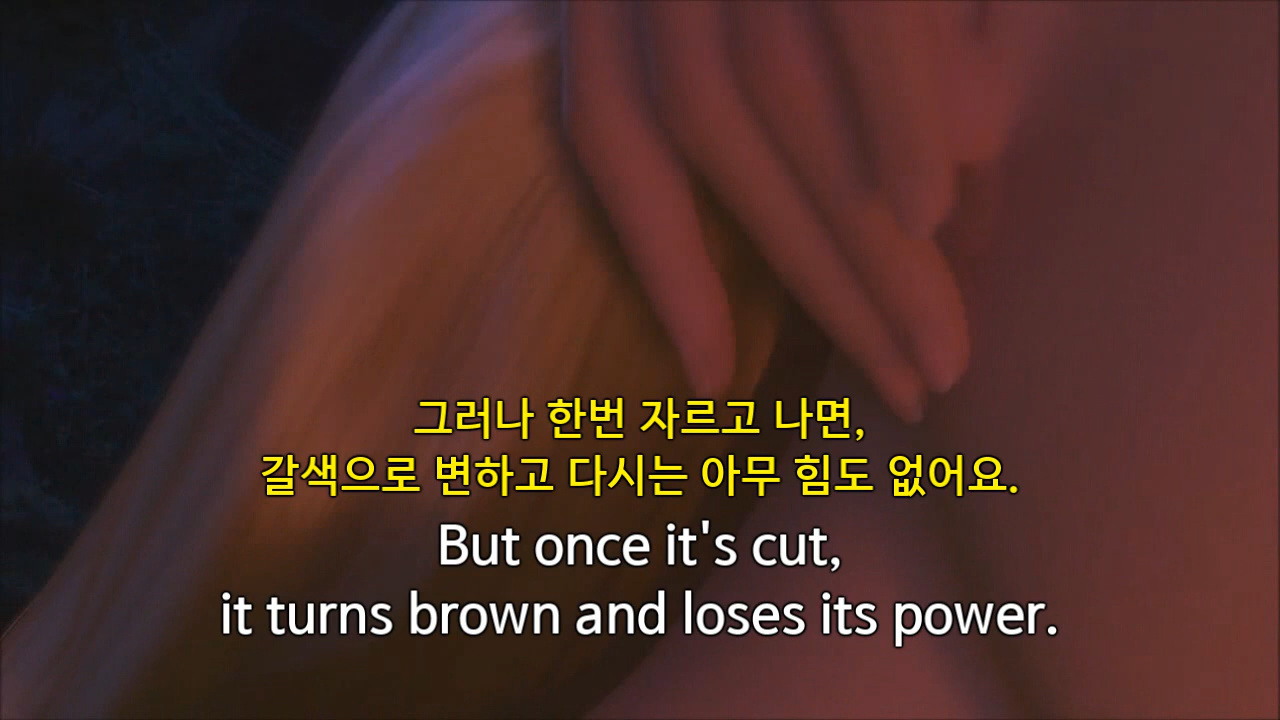 그러나 한번 자르고 나면,
갈색으로 변하고 다시는 아무 힘도 없어요.
But once it's cut,
it turns brown and loses its power.